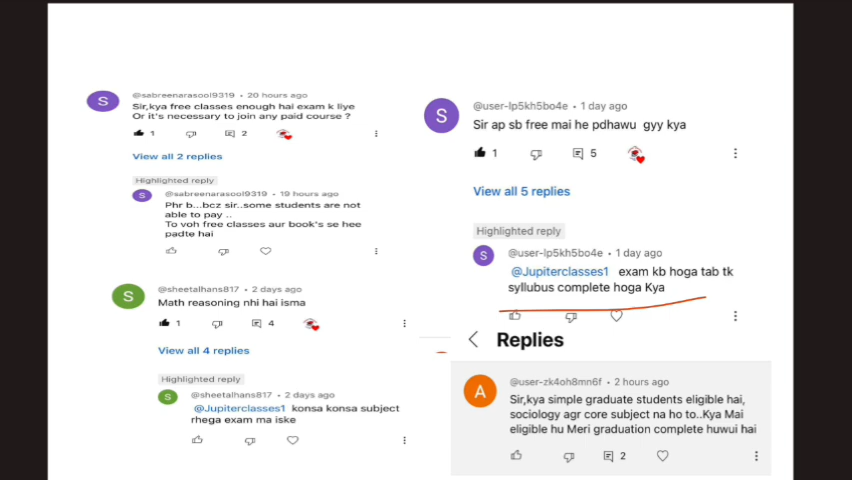 @sabreenarasool9319 • 20 hours ago
Sir,kya free classes enough hai exam k liye
Or it's necessary to join any paid course ?
1 2
View all 2 replies
Highlighted reply
S @sabreenarasool9319 • 19 hours ago
Phr b...bcz sir..some students are not
able to pay ..
To voh free classes aur book's se hee
padte hai
S @sheetalhans817 • 2 days ago
Math reasoning nhi hai isma
1 4
View all 4 replies
Highlighted reply
S @sheetalhans817 • 2 days ago
@Jupiterclasses1 konsa konsa subject
rhega exam ma iske
S @user-lp5kh5bo4e • 1 day ago
Sir ap sb free mai he pdhawu gyy kya
1 5
View all 5 replies
Highlighted reply
S @user-lp5kh5bo4e • 1 day ago
@Jupiterclasses1 exam kb hoga tab tk
syllubus complete hoga Kya
Replies
A @user-zk4oh8mn6f • 2 hours ago
Sir,kya simple graduate students eligible hai,
sociology agr core subject na ho to..Kya Mai
eligible hu Meri graduation complete huwui hai
2